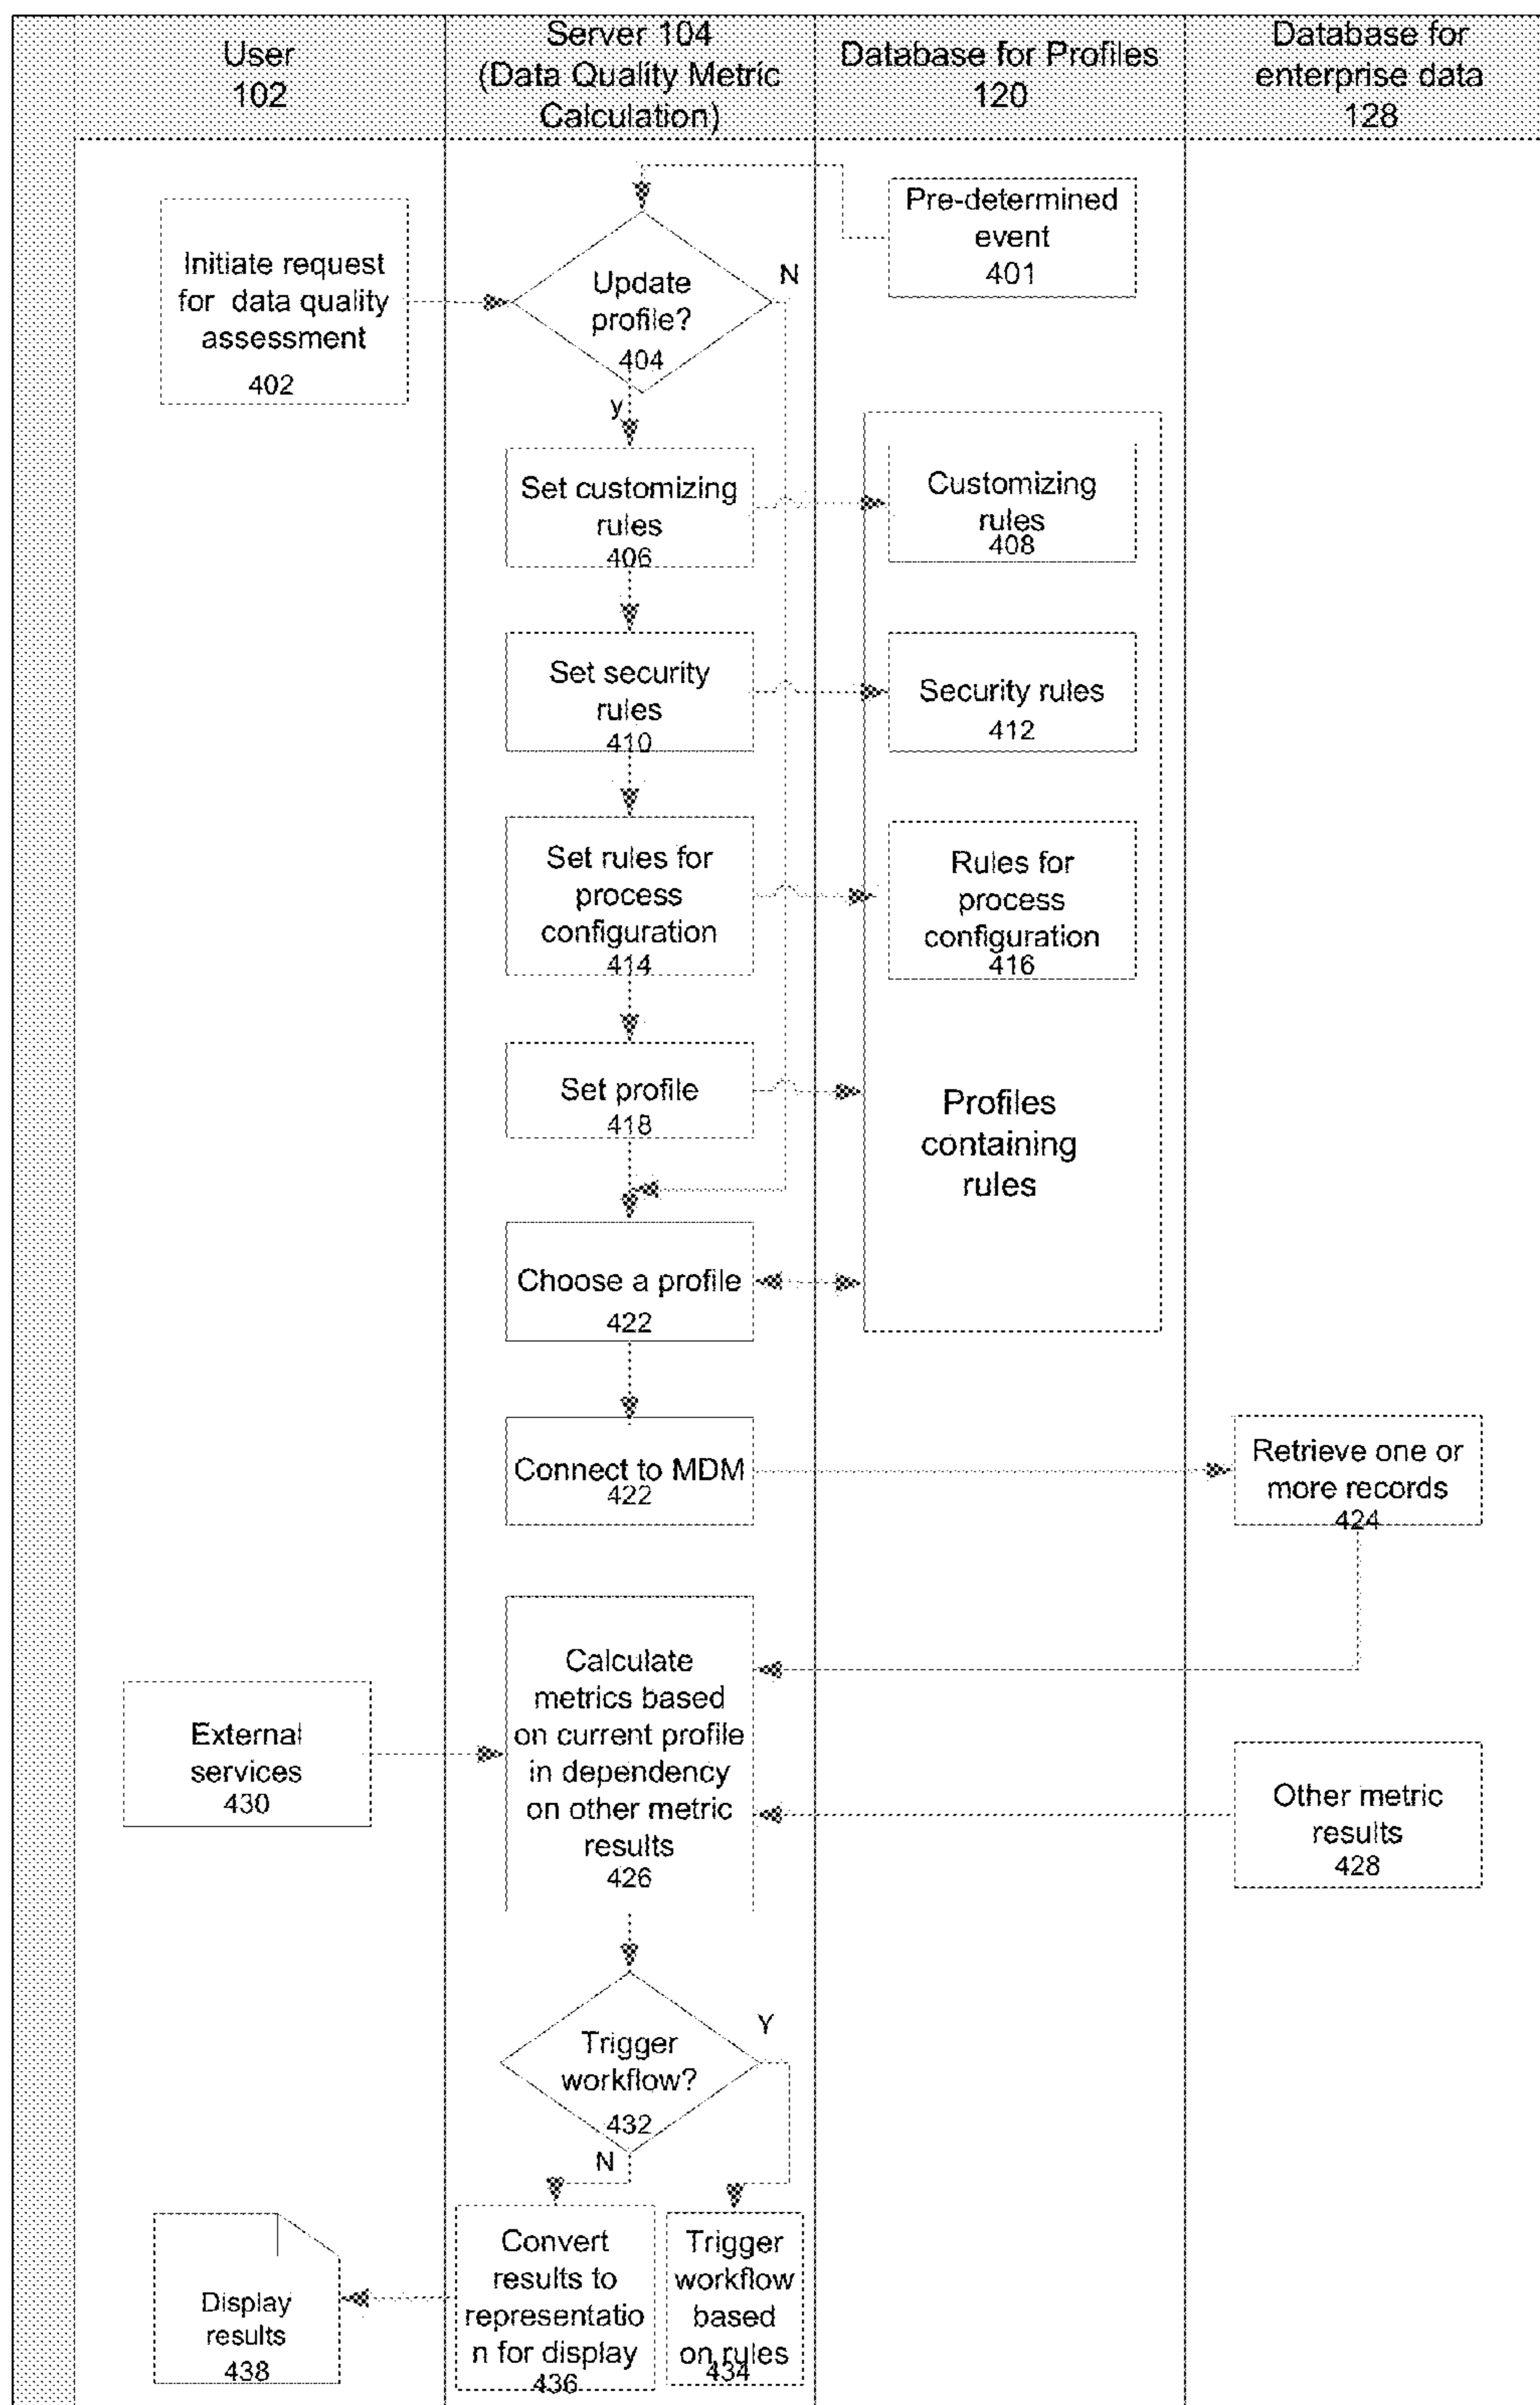 User
102
Server 104
(Data Quality Metric
Calculation)
Database for Profiles
120
Database for
enterprise data
128
Pre-determined
event
401
Initiate request
for data quality
assessment
402
Update
profile?
404
N
y
Set customizing
rules
406
Customizing
rules
408
Set security
rules
410
Security rules
412
Set rules for
process
configuration
414
Rules for
process
configuration
416
Set profile
418
Profiles
containing
rules
Choose a profile
422
Connect to MDM
422
Retrieve one or
more records
424
Calculate
metrics based
on current profile
in dependency
on other metric
results
426
External
services
430
Other metric
results
428
Trigger
workflow?
432
Y
N
Convert
results to
representatio
n for display
436
Trigger
workflow
based
on rules
434
Display
results
438